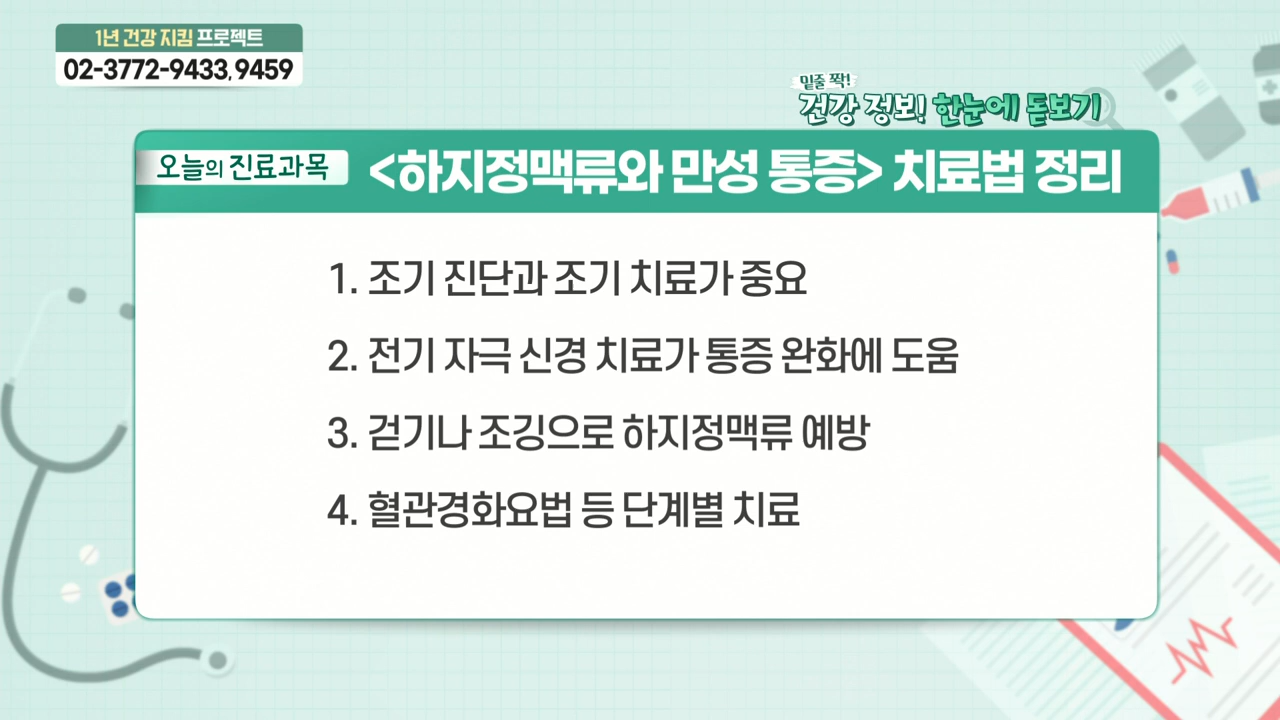 1년 건강 지킴 프로젝트
02-3772-9433, 9459
밑줄 쫙!
건강 정보! 한눈에 돋보기
오늘의 진료과목
<하지정맥류와 만성 통증> 치료법 정리
1. 조기 진단과 조기 치료가 중요
2. 전기 자극 신경 치료가 통증 완화에 도움
3. 걷기나 조깅으로 하지정맥류 예방
4. 혈관경화요법 등 단계별 치료